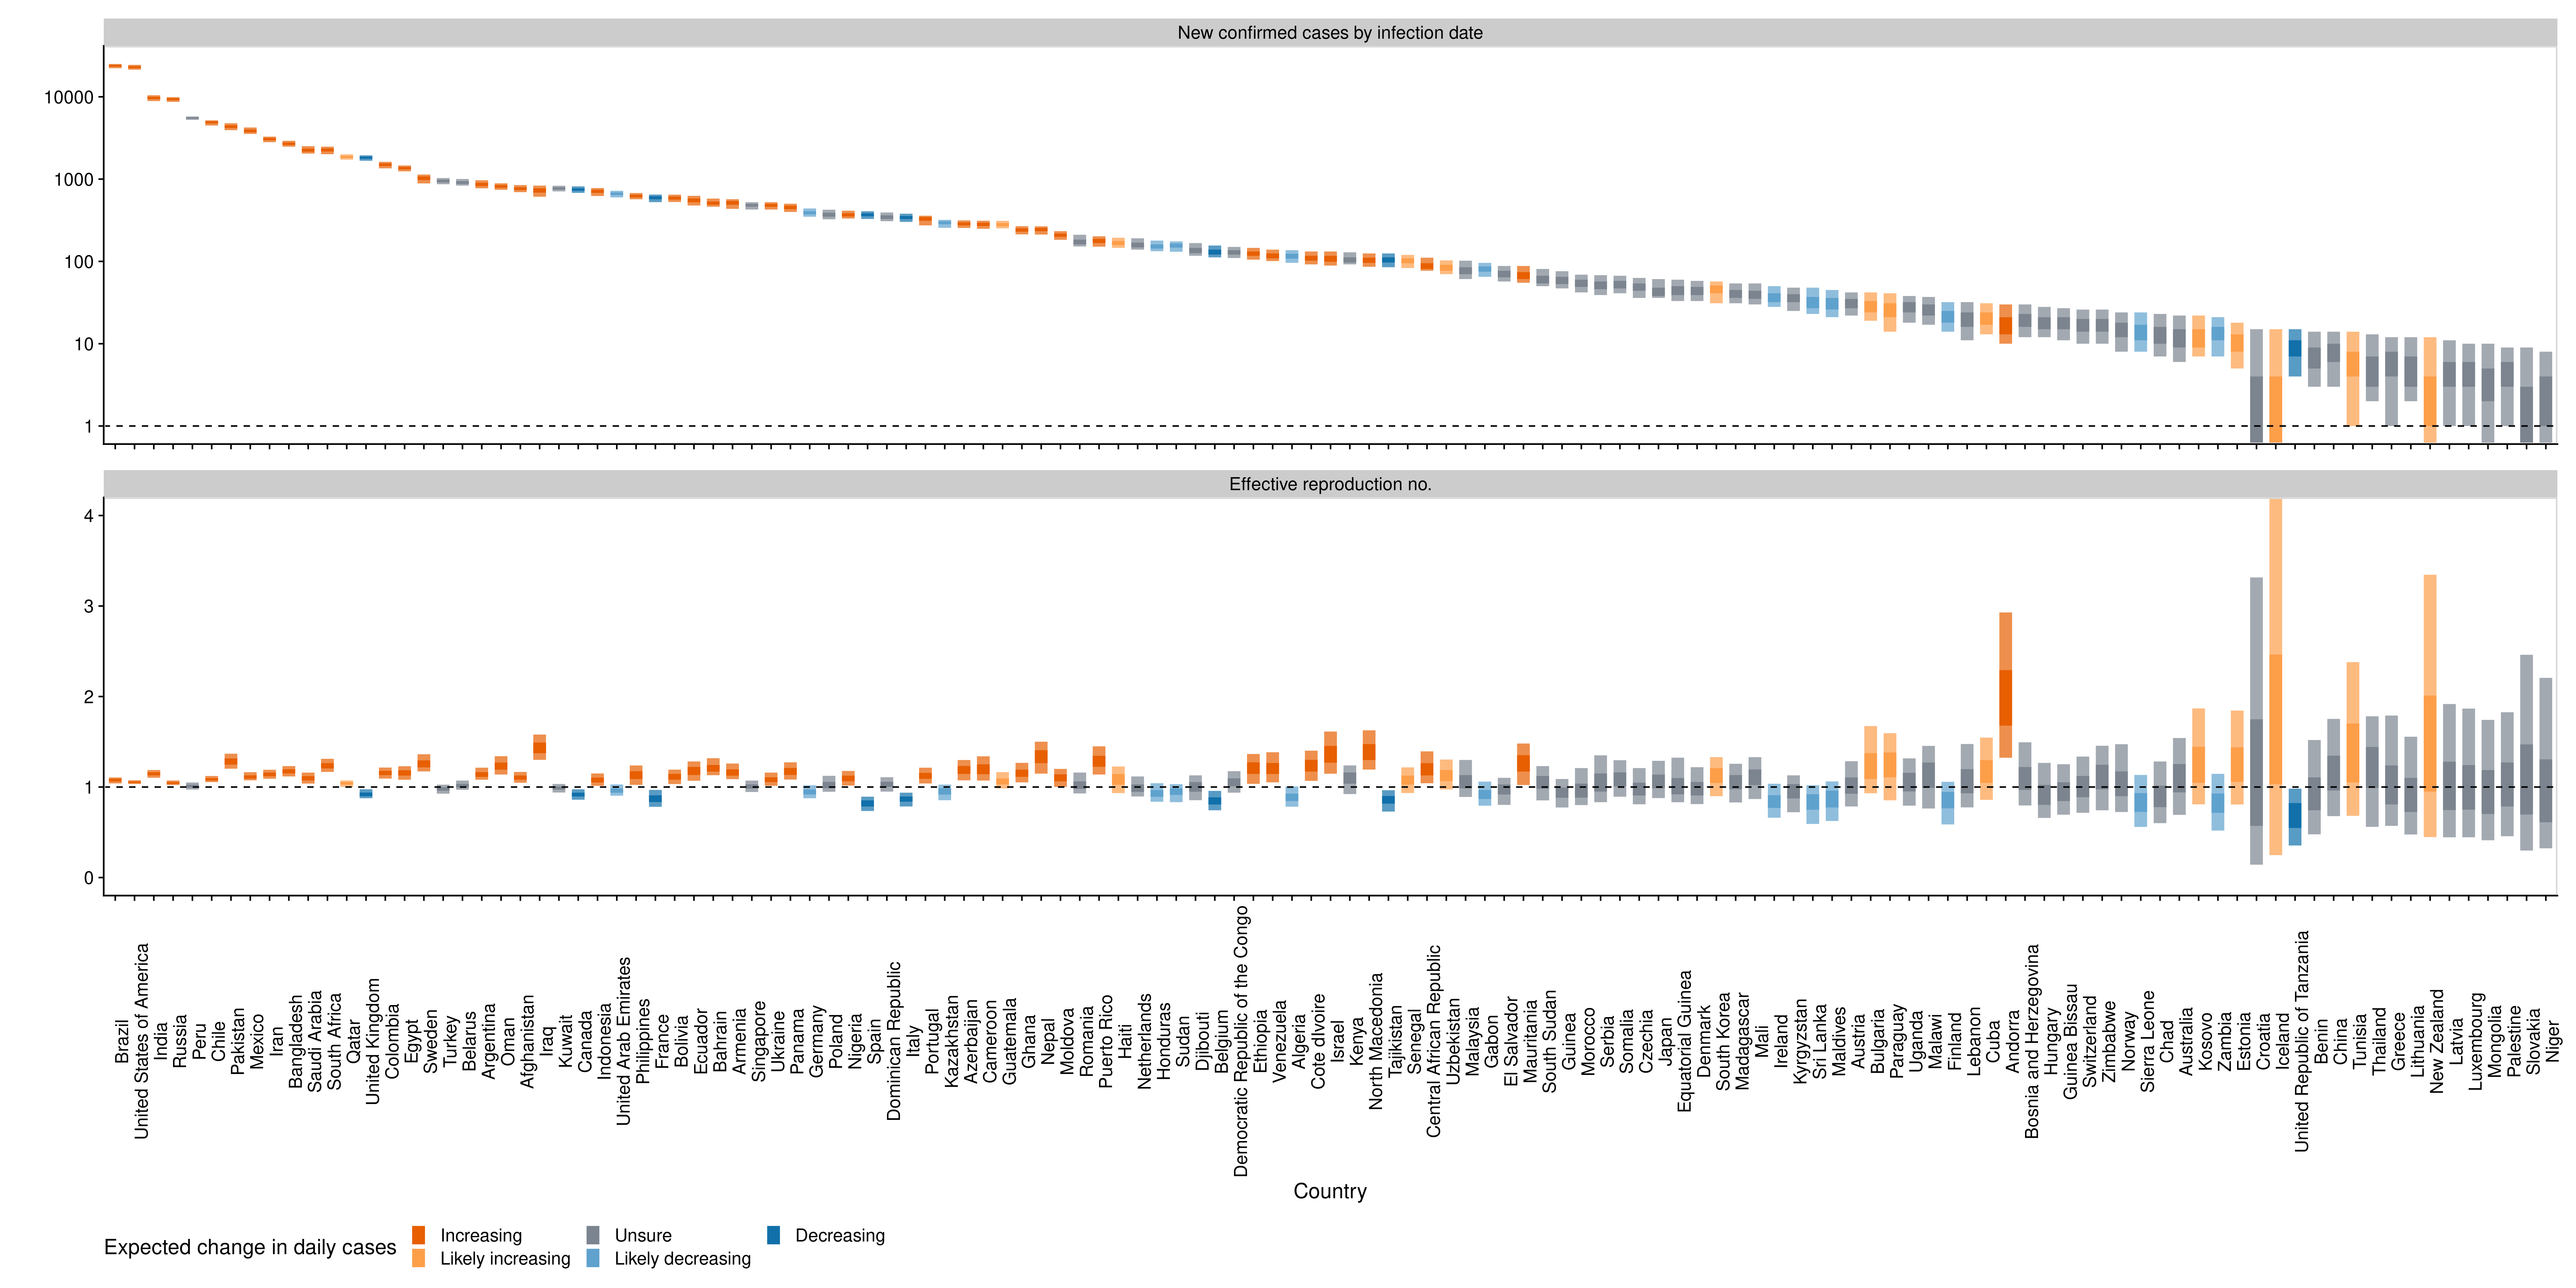 New confirmed cases by infection date
10000
1000
100
10
1
Effective reproduction no.
4
3
2
1
0
Brazil
United States of America
India
Russia
Peru
Chile
Pakistan
Mexico
Iran
Bangladesh
Saudi Arabia
South Africa
Qatar
United Kingdom
Colombia
Egypt
Sweden
Turkey
Belarus
Argentina
Oman
Afghanistan
Iraq
Kuwait
Canada
Indonesia
United Arab Emirates
Philippines
France
Bolivia
Ecuador
Bahrain
Armenia
Singapore
Ukraine
Panama
Germany
Poland
Nigeria
Spain
Dominican Republic
Italy
Portugal
Kazakhstan
Azerbaijan
Cameroon
Guatemala
Ghana
Nepal
Moldova
Romania
Puerto Rico
Haiti
Netherlands
Honduras
Sudan
Djibouti
Belgium
Democratic Republic of the Congo
Ethiopia
Venezuela
Algeria
Cote dIvoire
Israel
Kenya
North Macedonia
Tajikistan
Senegal
Central African Republic
Uzbekistan
Malaysia
Gabon
El Salvador
Mauritania
South Sudan
Guinea
Morocco
Serbia
Somalia
Czechia
Japan
Equatorial Guinea
Denmark
South Korea
Madagascar
Mali
Ireland
Kyrgyzstan
Sri Lanka
Maldives
Austria
Bulgaria
Paraguay
Uganda
Malawi
Finland
Lebanon
Cuba
Andorra
Bosnia and Herzegovina
Hungary
Guinea Bissau
Switzerland
Zimbabwe
Norway
Sierra Leone
Chad
Australia
Kosovo
Zambia
Estonia
Croatia
Iceland
United Republic of Tanzania
Benin
China
Tunisia
Thailand
Greece
Lithuania
New Zealand
Latvia
Luxembourg
Mongolia
Palestine
Slovakia
Niger
Country
Expected change in daily cases
Increasing
Unsure
Decreasing
Likely increasing
Likely decreasing